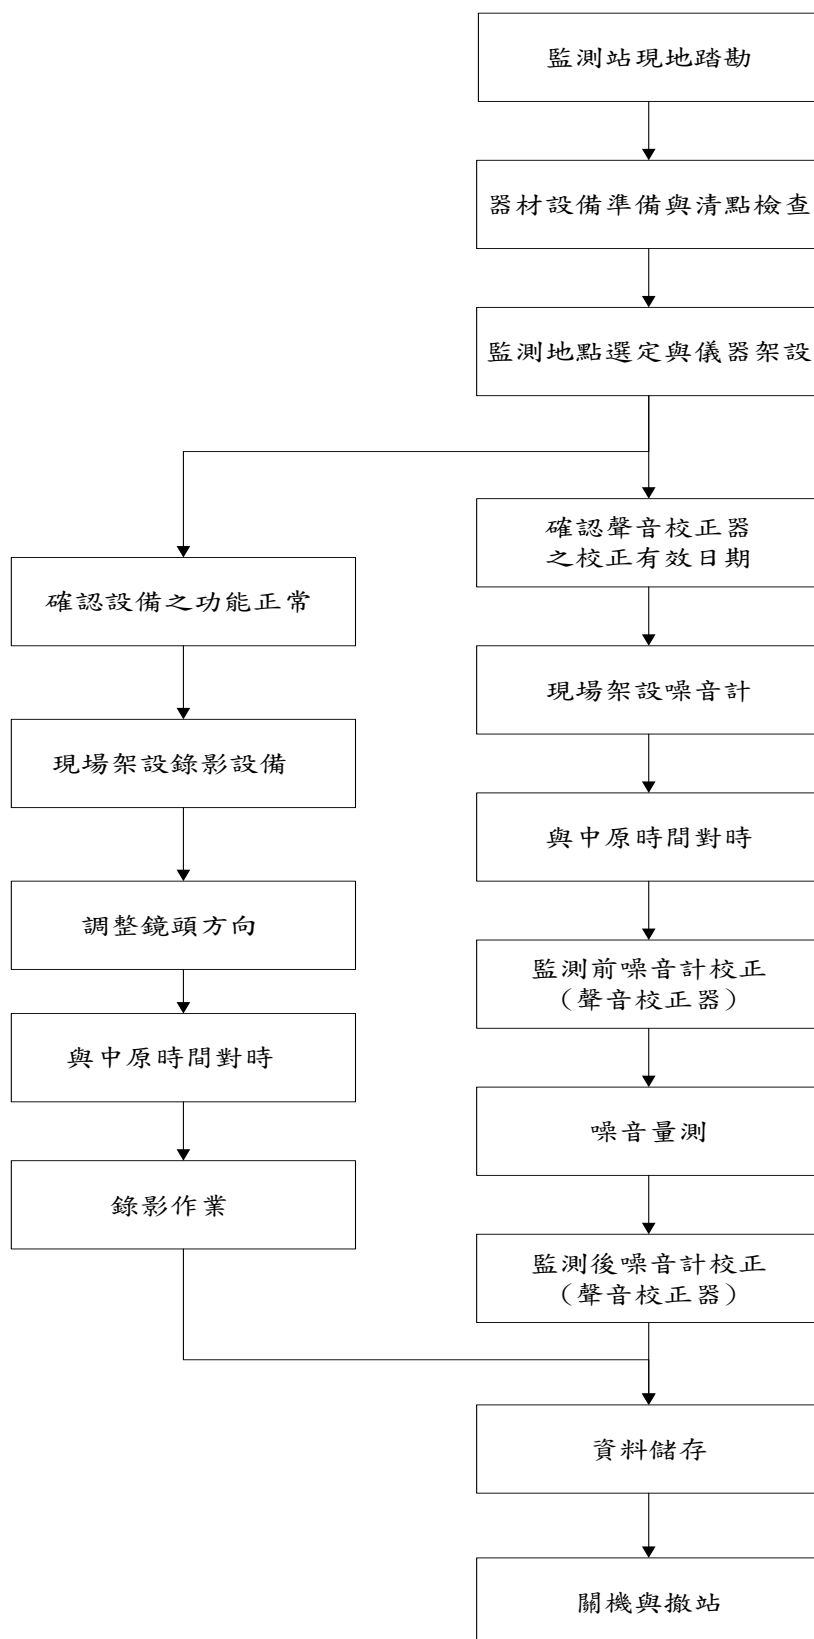 監測站現地踏勘
器材設備準備與清點檢查
監測地點選定與儀器架設
確認設備之功能正常
現場架設錄影設備
調整鏡頭方向
與中原時間對時
錄影作業
確認聲音校正器
之校正有效日期
現場架設噪音計
與中原時間對時
監測前噪音計校正
（聲音校正器）
噪音量測
監測後噪音計校正
（聲音校正器）
資料儲存
關機與撤站